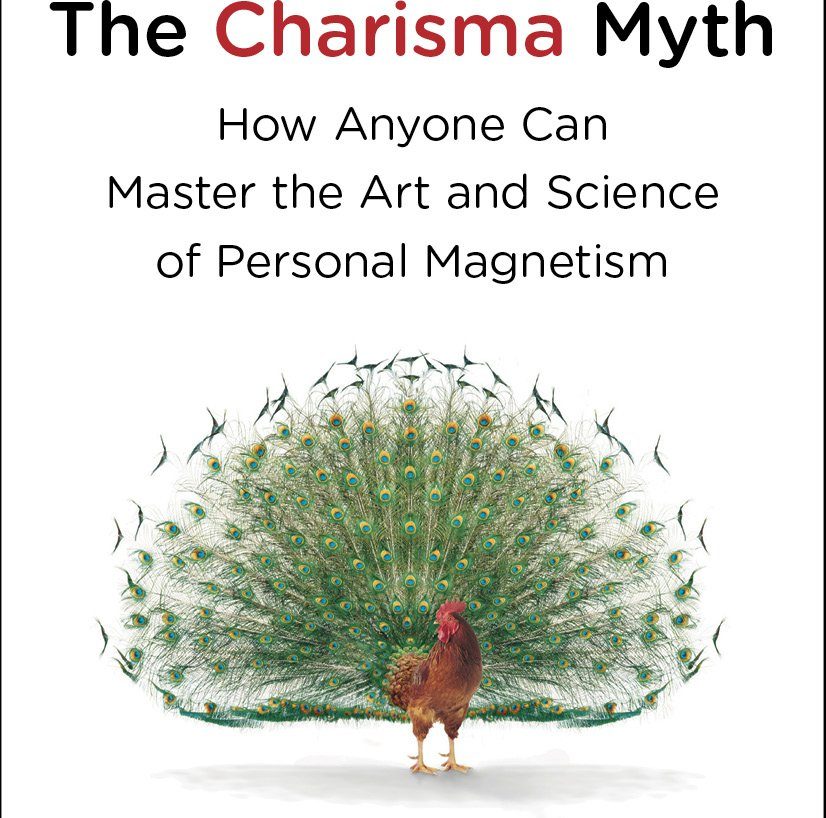 The Charisma Myth
How Anyone Can
Master the Art and Science
of Personal Magnetism